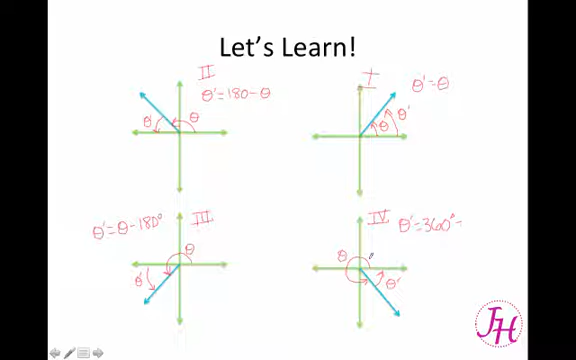 Let's Learn!
II
θ' = 180 - θ
θ'
θ
I
θ' = θ
θ
θ'
III
θ' = θ - 180°
θ
θ'
IV
θ' = 360° -
θ
θ'
JH